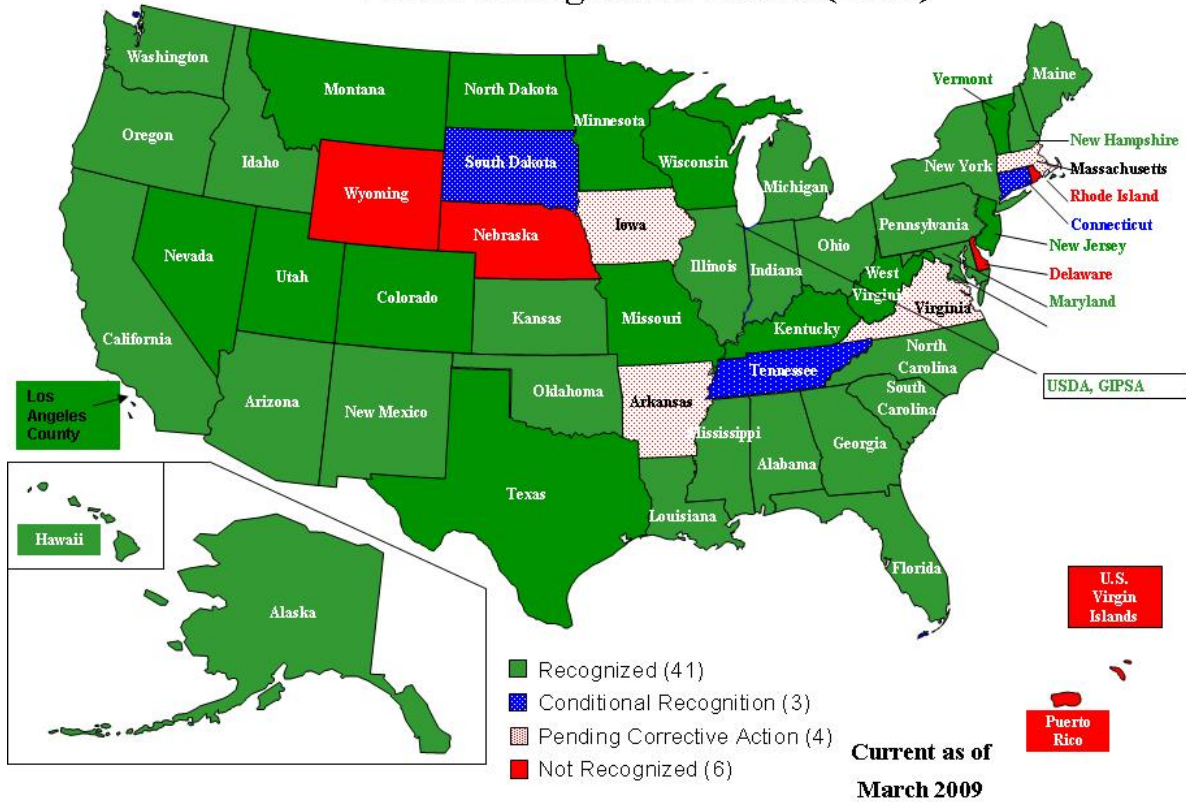 Washington
Montana
North Dakota
Minnesota
Vermont
Maine
Oregon
Idaho
South Dakota
Wisconsin
Michigan
New York
New Hampshire
Massachusetts
Wyoming
Rhode Island
Nebraska
Iowa
Pennsylvania
Connecticut
Nevada
Utah
Colorado
Illinois
Indiana
Ohio
New Jersey
West
Virgini
Delaware
Maryland
California
Kansas
Missouri
Kentucky
Virginia
Los
Angeles
County
Arizona
New Mexico
Oklahoma
Arkansas
Tennessee
North
Carolina
South
Carolina
USDA, GIPSA
Mississippi
Alabama
Georgia
Texas
Louisiana
Florida
Hawaii
Alaska
U.S.
Virgin
Islands
Puerto
Rico
Recognized (41)
Conditional Recognition (3)
Pending Corrective Action (4)
Not Recognized (6)
Current as of
March 2009